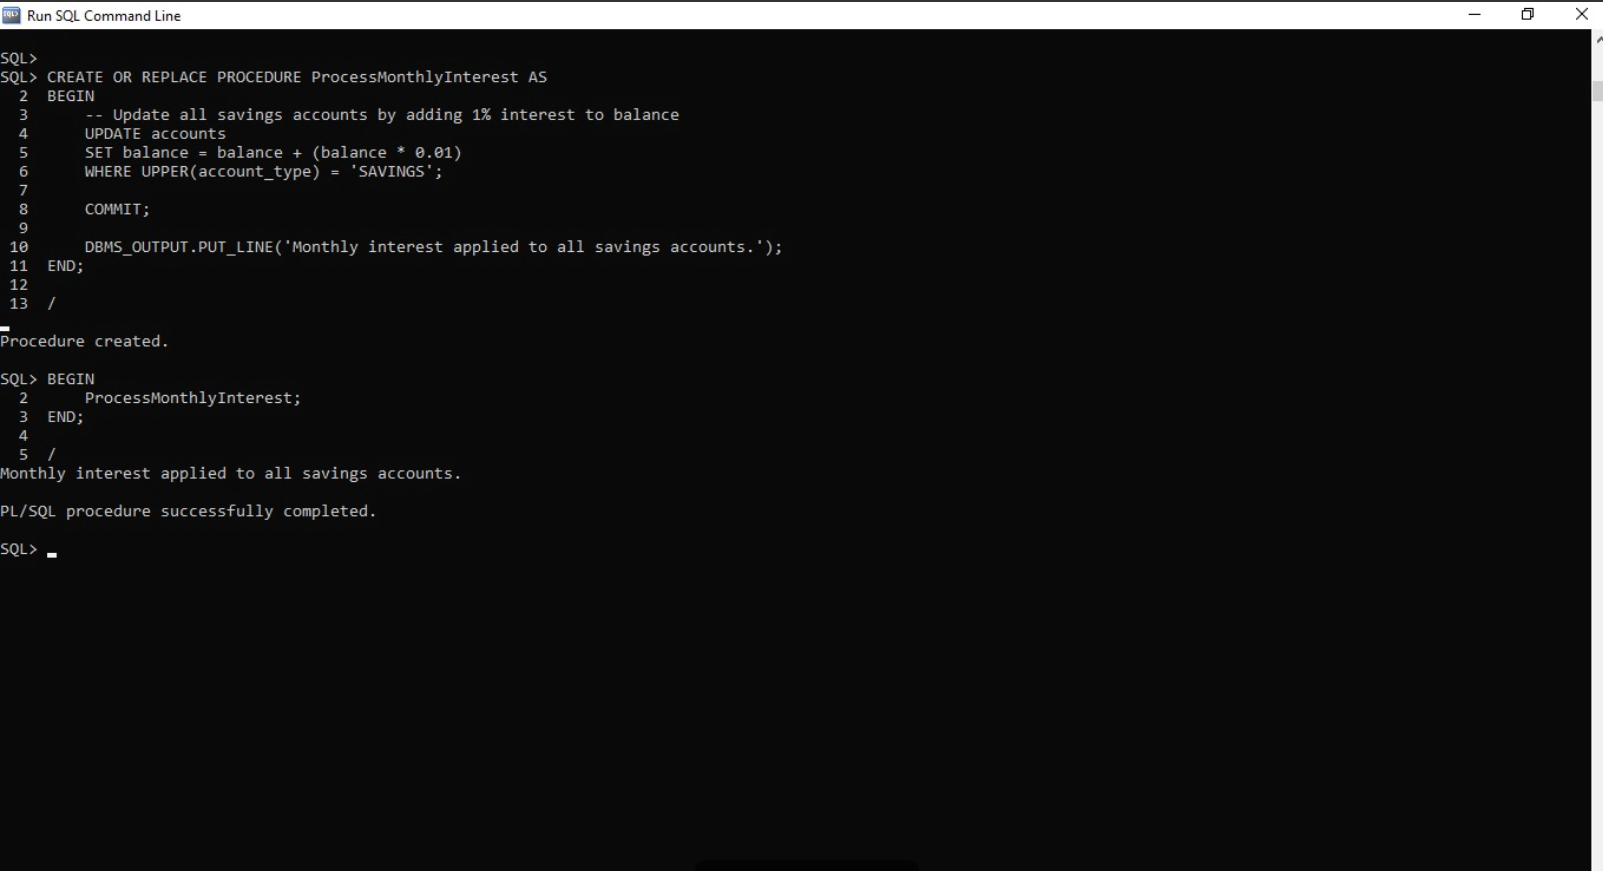 Run SQL Command Line
SQL>
SQL> CREATE OR REPLACE PROCEDURE ProcessMonthlyInterest AS
  2  BEGIN
  3      -- Update all savings accounts by adding 1% interest to balance
  4      UPDATE accounts
  5      SET balance = balance + (balance * 0.01)
  6      WHERE UPPER(account_type) = 'SAVINGS';
  7
  8      COMMIT;
  9
 10      DBMS_OUTPUT.PUT_LINE('Monthly interest applied to all savings accounts.');
 11  END;
 12
 13  /
Procedure created.
SQL> BEGIN
  2      ProcessMonthlyInterest;
  3  END;
  4
  5  /
Monthly interest applied to all savings accounts.
PL/SQL procedure successfully completed.
SQL>